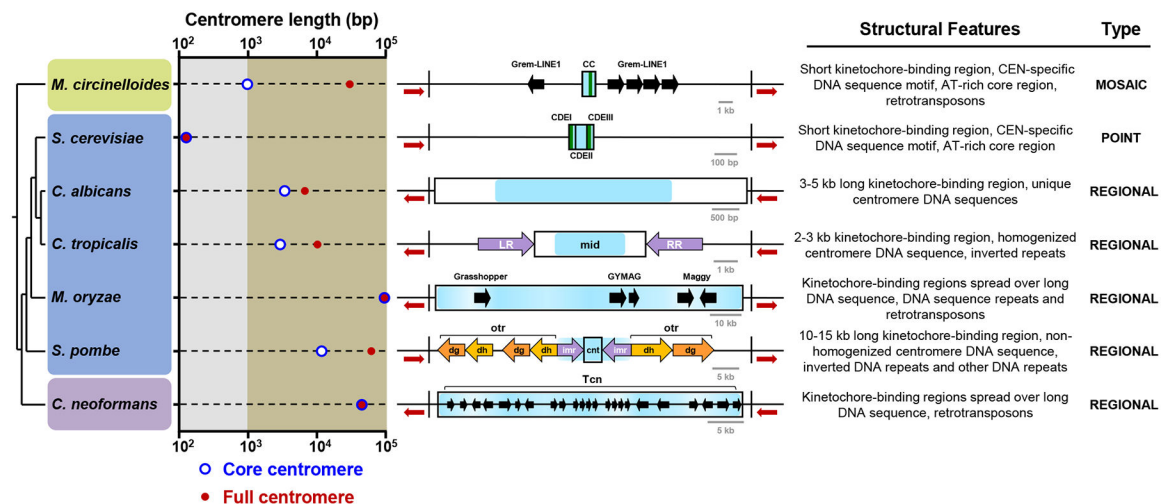 Centromere length (bp)
10² 10³ 10⁴ 10⁵
Structural Features Type
M. circinelloides
Grem-LINE1 CC Grem-LINE1
1 kb
Short kinetochore-binding region, CEN-specific
DNA sequence motif, AT-rich core region,
retrotransposons
MOSAIC
S. cerevisiae
CDEI CDEIII
CDEII
100 bp
Short kinetochore-binding region, CEN-specific
DNA sequence motif, AT-rich core region
POINT
C. albicans
500 bp
3-5 kb long kinetochore-binding region, unique
centromere DNA sequences
REGIONAL
C. tropicalis
LR mid RR
1 kb
2-3 kb kinetochore-binding region, homogenized
centromere DNA sequence, inverted repeats
REGIONAL
M. oryzae
Grasshopper GYMAG Maggy
10 kb
Kinetochore-binding regions spread over long
DNA sequence, DNA sequence repeats and
retrotransposons
REGIONAL
S. pombe
otr otr
dg dh dg dh imr cnt imr dh dg
5 kb
10-15 kb long kinetochore-binding region, non-
homogenized centromere DNA sequence,
inverted DNA repeats and other DNA repeats
REGIONAL
C. neoformans
Tcn
5 kb
Kinetochore-binding regions spread over long
DNA sequence, retrotransposons
REGIONAL
10² 10³ 10⁴ 10⁵
Core centromere
Full centromere